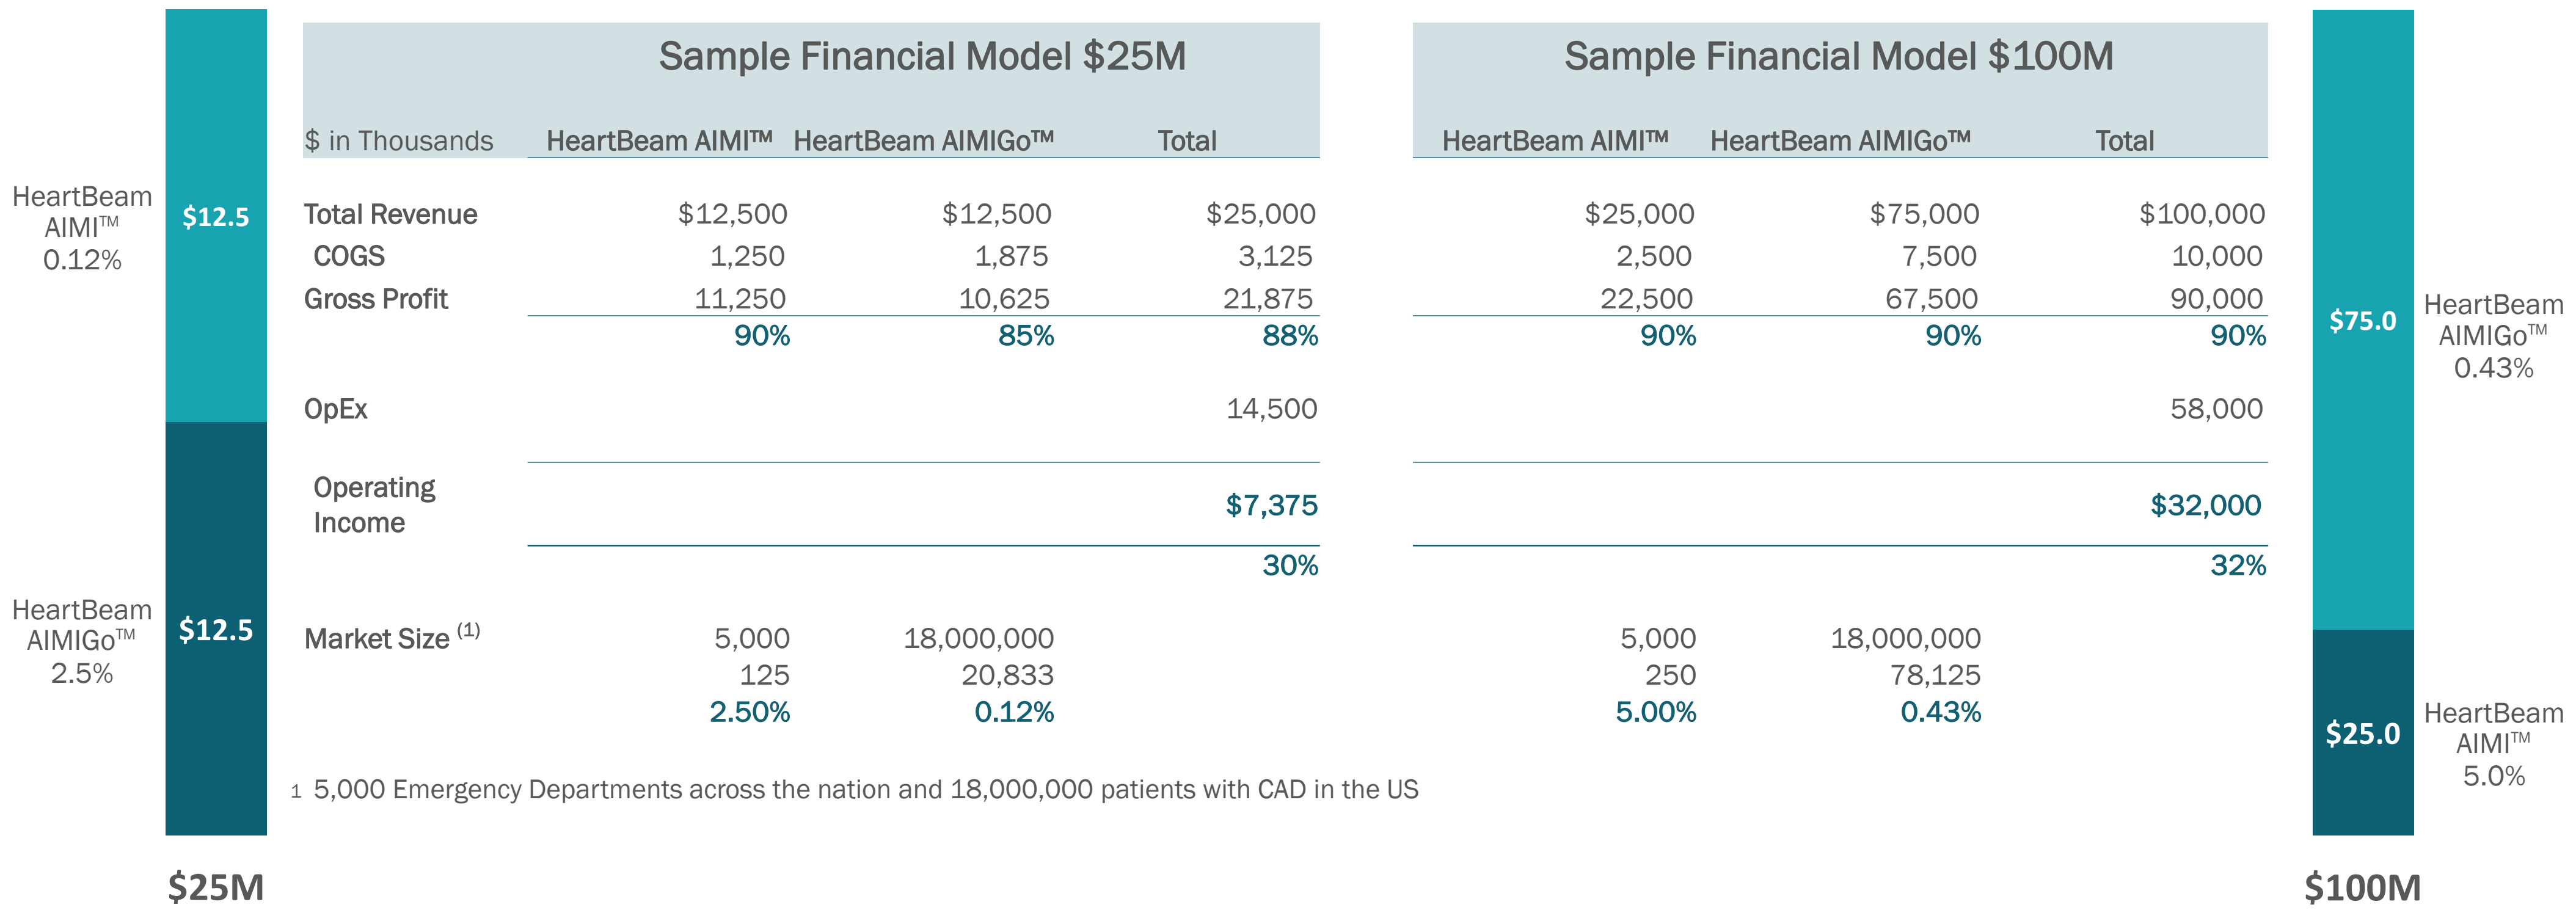 HeartBeam
AIMI™
0.12%
$12.5
HeartBeam
AIMIGo™
2.5%
$12.5
$25M
Sample Financial Model $25M
$ in Thousands HeartBeam AIMI™ HeartBeam AIMIGo™ Total
Total Revenue $12,500 $12,500 $25,000
COGS 1,250 1,875 3,125
Gross Profit 11,250 10,625 21,875
90% 85% 88%
OpEx 14,500
Operating
Income $7,375
30%
Market Size (1) 5,000 18,000,000
125 20,833
2.50% 0.12%
Sample Financial Model $100M
HeartBeam AIMI™ HeartBeam AIMIGo™ Total
$25,000 $75,000 $100,000
2,500 7,500 10,000
22,500 67,500 90,000
90% 90% 90%
58,000
$32,000
32%
5,000 18,000,000
250 78,125
5.00% 0.43%
1 5,000 Emergency Departments across the nation and 18,000,000 patients with CAD in the US
$75.0
HeartBeam
AIMIGo™
0.43%
$25.0
HeartBeam
AIMI™
5.0%
$100M